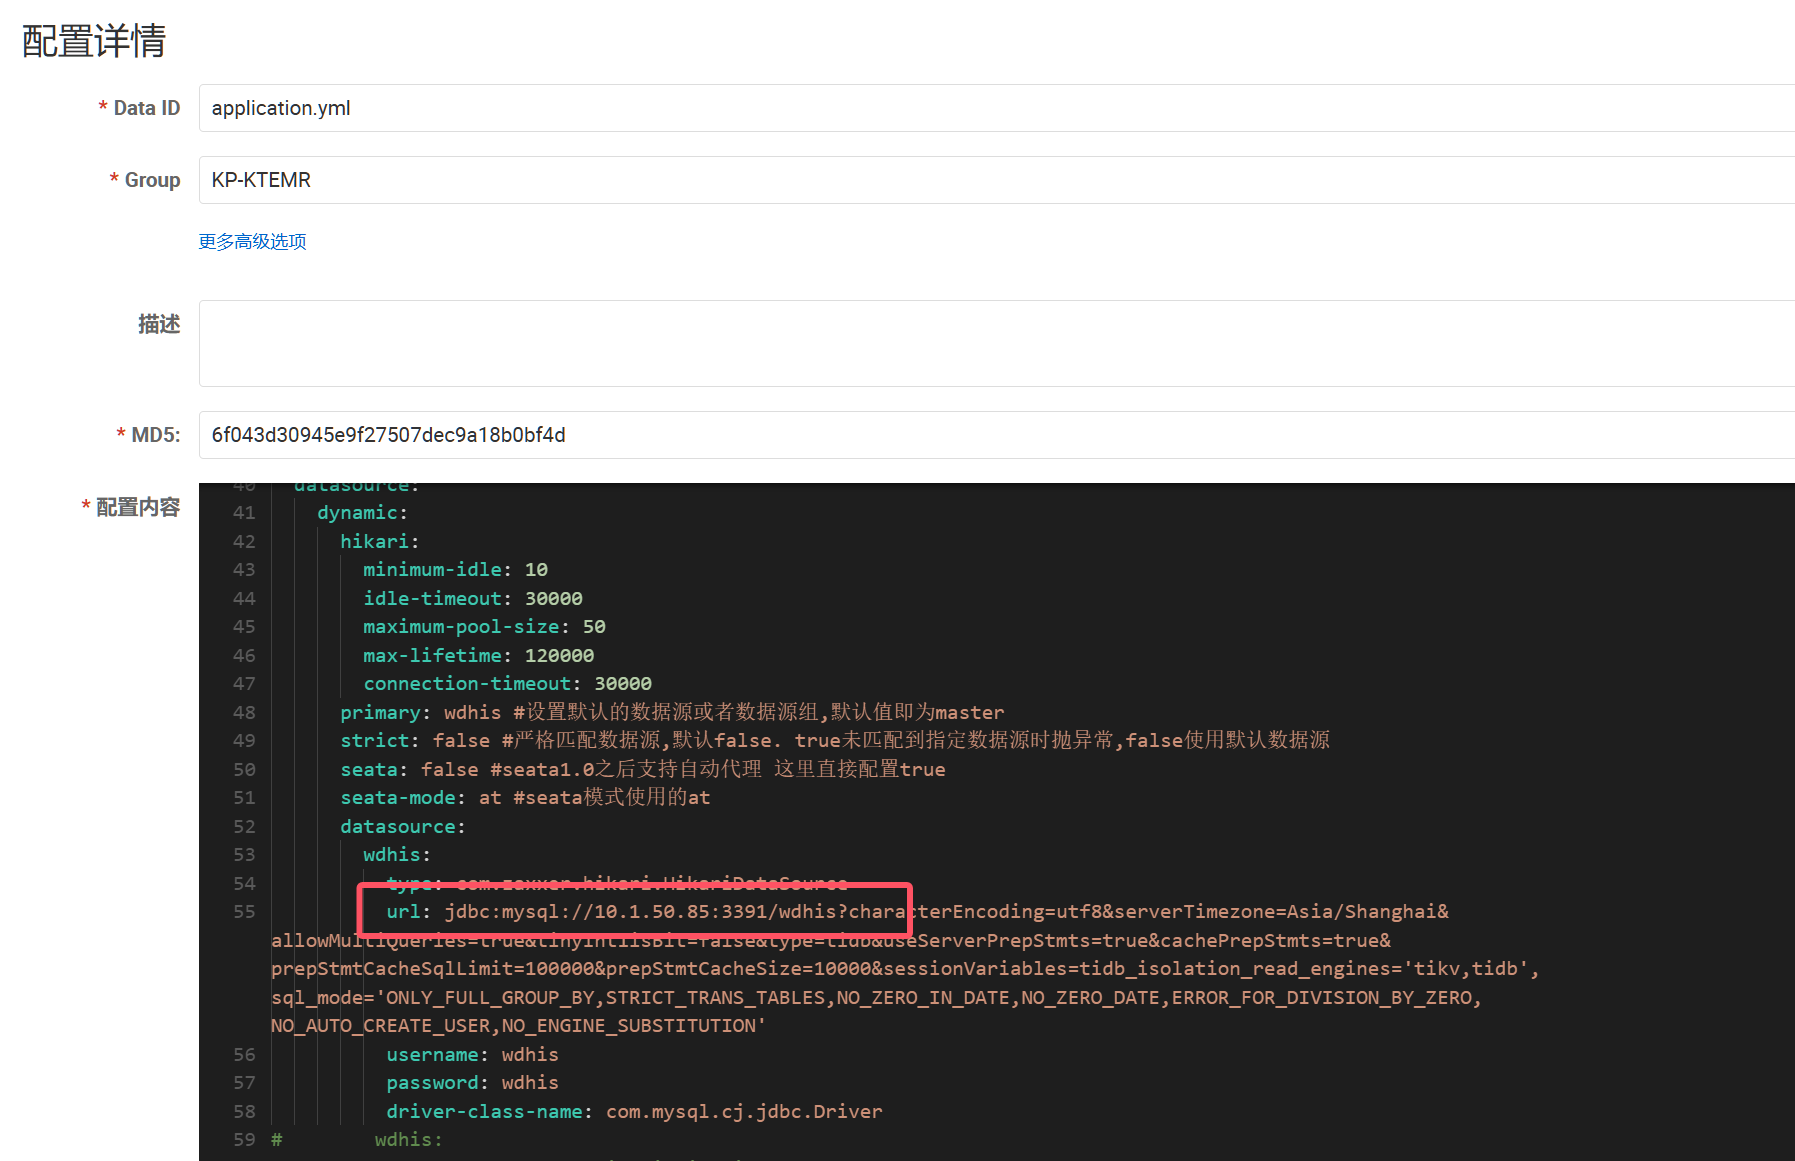 配置详情
* Data ID
application.yml
* Group
KP-KTEMR
更多高级选项
描述
* MD5:
6f043d30945e9f27507dec9a18b0bf4d
* 配置内容
40 datasource:
41 dynamic:
42 hikari:
43 minimum-idle: 10
44 idle-timeout: 30000
45 maximum-pool-size: 50
46 max-lifetime: 120000
47 connection-timeout: 30000
48 primary: wdhis #设置默认的数据源或者数据源组,默认值即为master
49 strict: false #严格匹配数据源,默认false. true未匹配到指定数据源时抛异常,false使用默认数据源
50 seata: false #seata1.0之后支持自动代理 这里直接配置true
51 seata-mode: at #seata模式使用的at
52 datasource:
53 wdhis:
54 type: com.zaxxer.hikari.HikariDataSource
55 url: jdbc:mysql://10.1.50.85:3391/wdhis?characterEncoding=utf8&serverTimezone=Asia/Shanghai&
allowMultiQueries=true&tinyInt1isBit=false&type=tidb&useServerPrepStmts=true&cachePrepStmts=true&
prepStmtCacheSqlLimit=100000&prepStmtCacheSize=10000&sessionVariables=tidb_isolation_read_engines='tikv,tidb',
sql_mode='ONLY_FULL_GROUP_BY,STRICT_TRANS_TABLES,NO_ZERO_IN_DATE,NO_ZERO_DATE,ERROR_FOR_DIVISION_BY_ZERO,
NO_AUTO_CREATE_USER,NO_ENGINE_SUBSTITUTION'
56 username: wdhis
57 password: wdhis
58 driver-class-name: com.mysql.cj.jdbc.Driver
59 # wdhis: